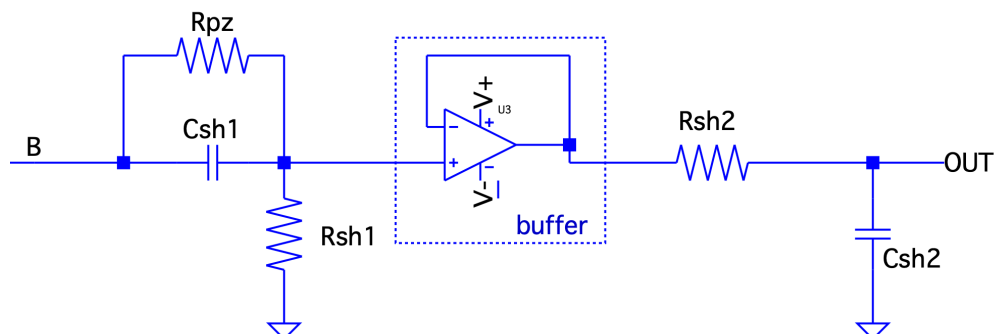 Rpz
Csh1
B
V+
U3
Rsh2
OUT
V-
Rsh1
buffer
Csh2